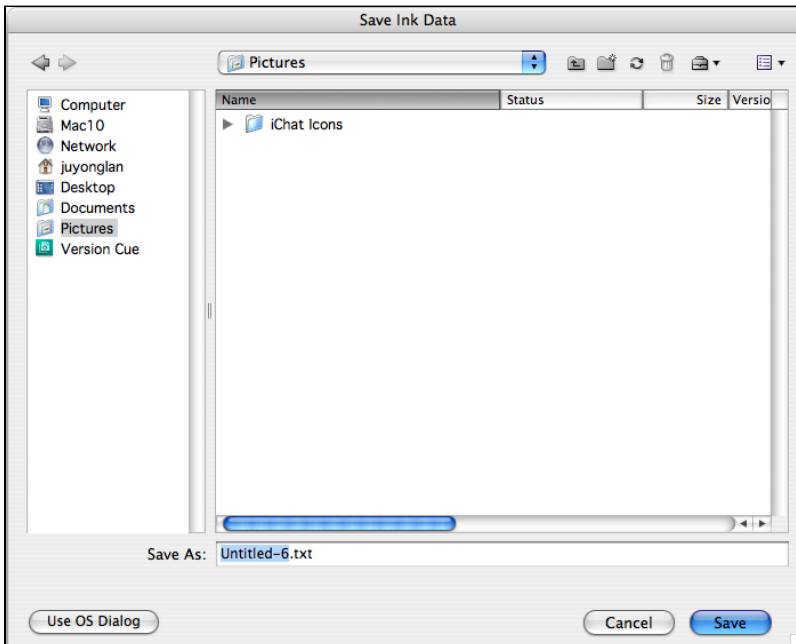 Save Ink Data
Pictures
Computer
Mac10
Network
juyonglan
Desktop
Documents
Pictures
Version Cue
Name Status Size Versio
iChat Icons
Save As: Untitled-6.txt
Use OS Dialog Cancel Save